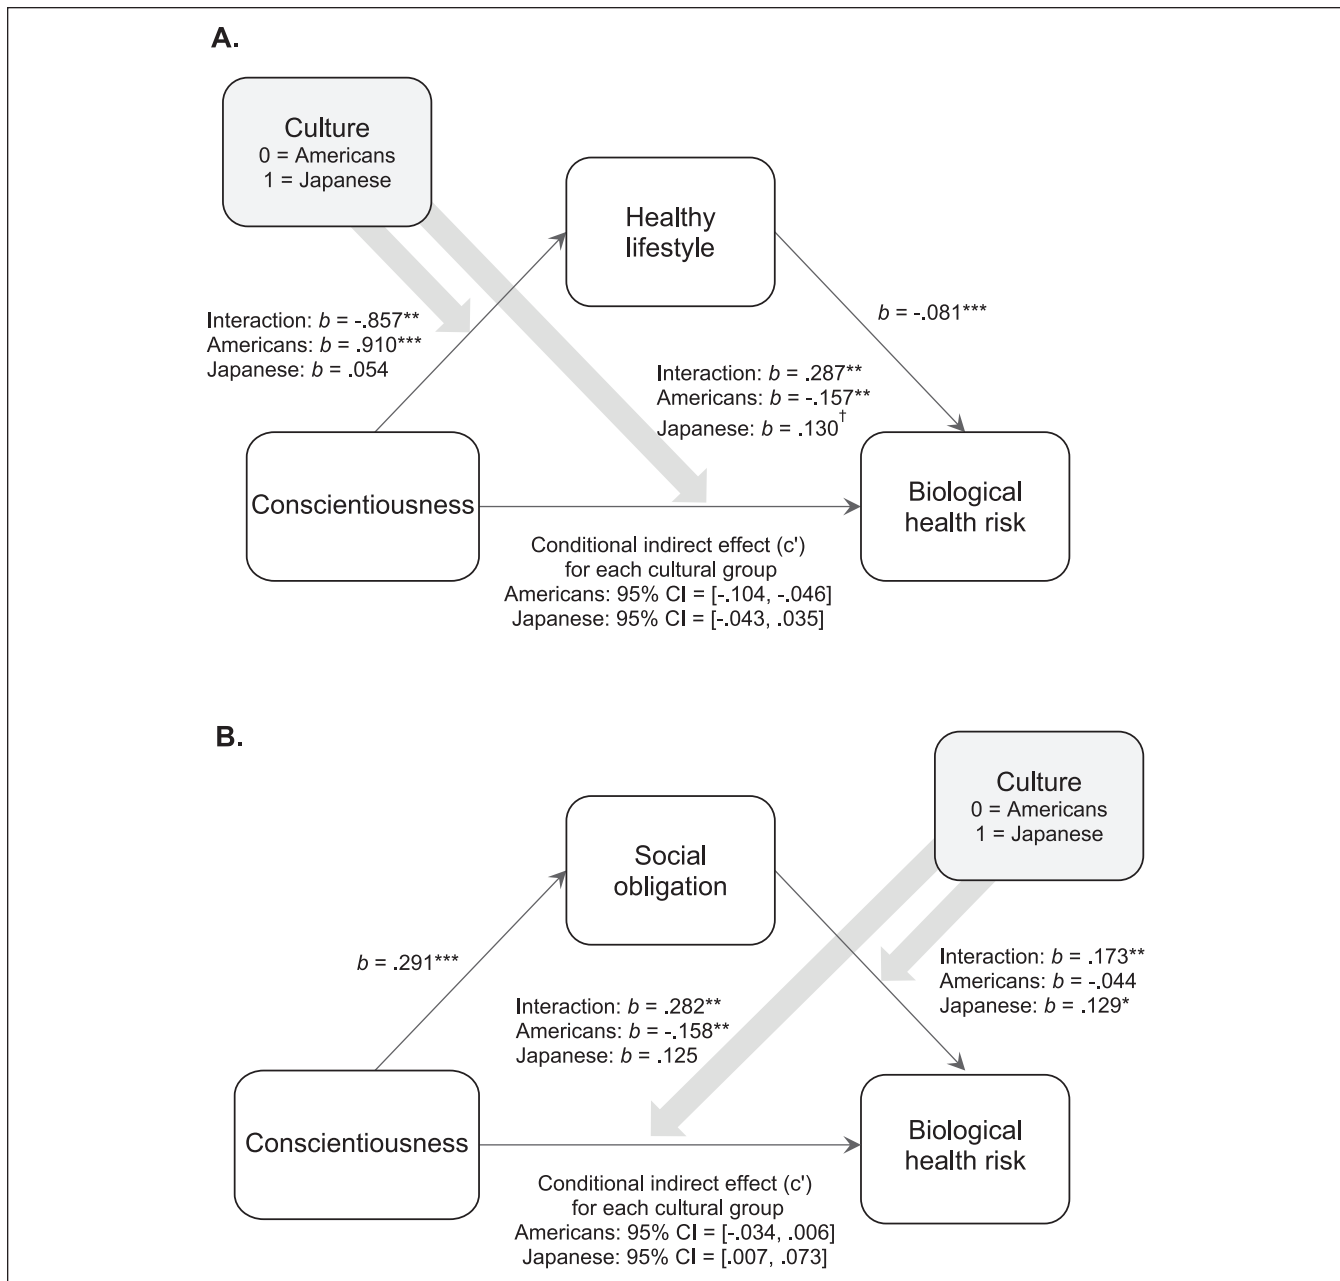 A.
Culture
0 = Americans
1 = Japanese
Healthy
lifestyle
Interaction: b = -.857**
Americans: b = .910***
Japanese: b = .054
b = -.081***
Interaction: b = .287**
Americans: b = -.157**
Japanese: b = .130†
Conscientiousness
Biological
health risk
Conditional indirect effect (c')
for each cultural group
Americans: 95% CI = [-.104, -.046]
Japanese: 95% CI = [-.043, .035]
B.
Culture
0 = Americans
1 = Japanese
Social
obligation
b = .291***
Interaction: b = .173**
Americans: b = -.044
Japanese: b = .129*
Interaction: b = .282**
Americans: b = -.158**
Japanese: b = .125
Conscientiousness
Biological
health risk
Conditional indirect effect (c')
for each cultural group
Americans: 95% CI = [-.034, .006]
Japanese: 95% CI = [.007, .073]